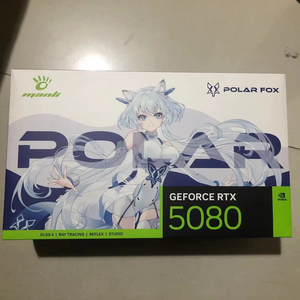 manli
POLAR FOX
POLAR
GEFORCE RTX
5080
DLSS 4 | RAY TRACING | REFLEX | STUDIO